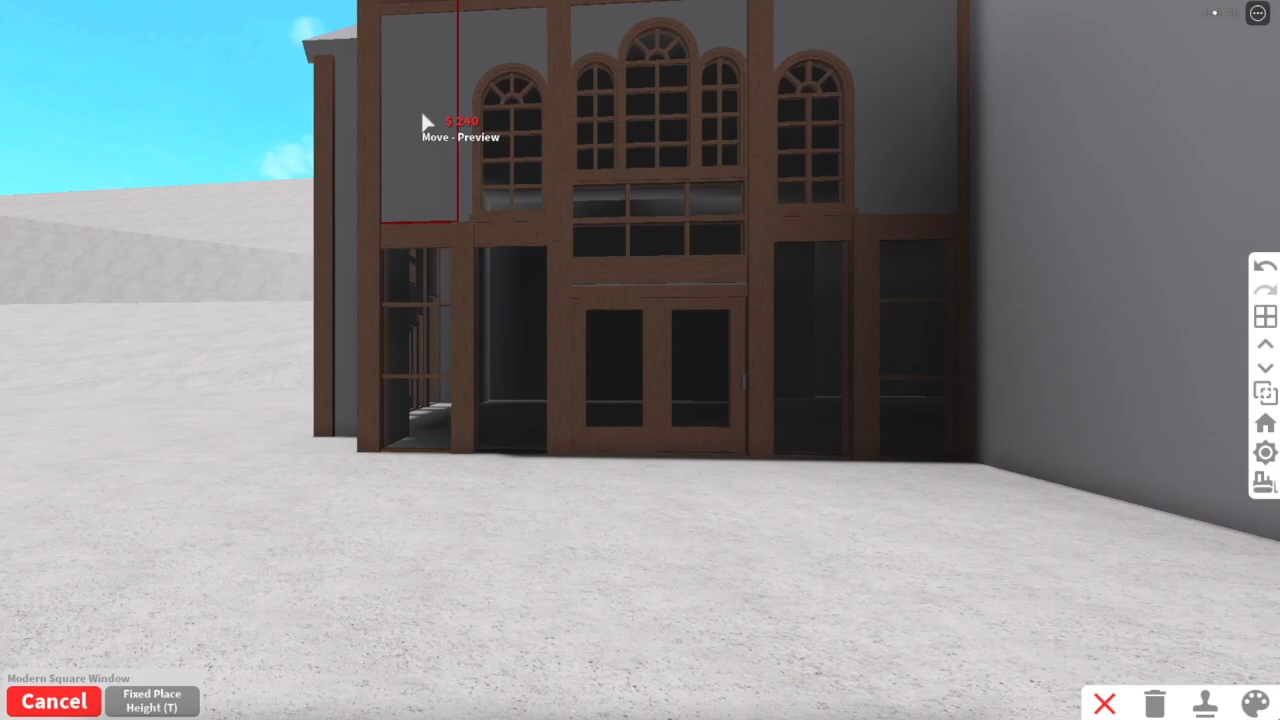 $ 240
Move - Preview
Modern Square Window
Cancel
Fixed Place
Height (T)